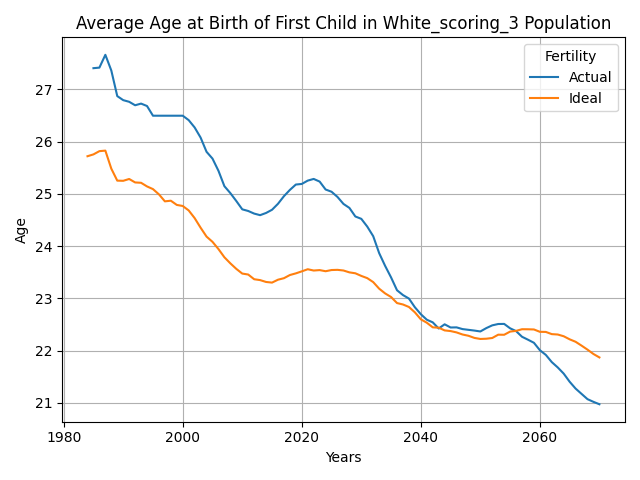 Average Age at Birth of First Child in White_scoring_3 Population
Fertility
Actual
Ideal
Age
27
26
25
24
23
22
21
1980
2000
2020
2040
2060
Years